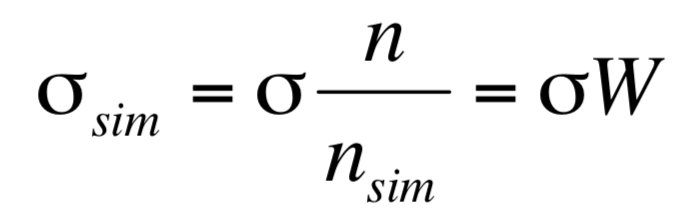 σ_sim = σ n/n_sim = σW